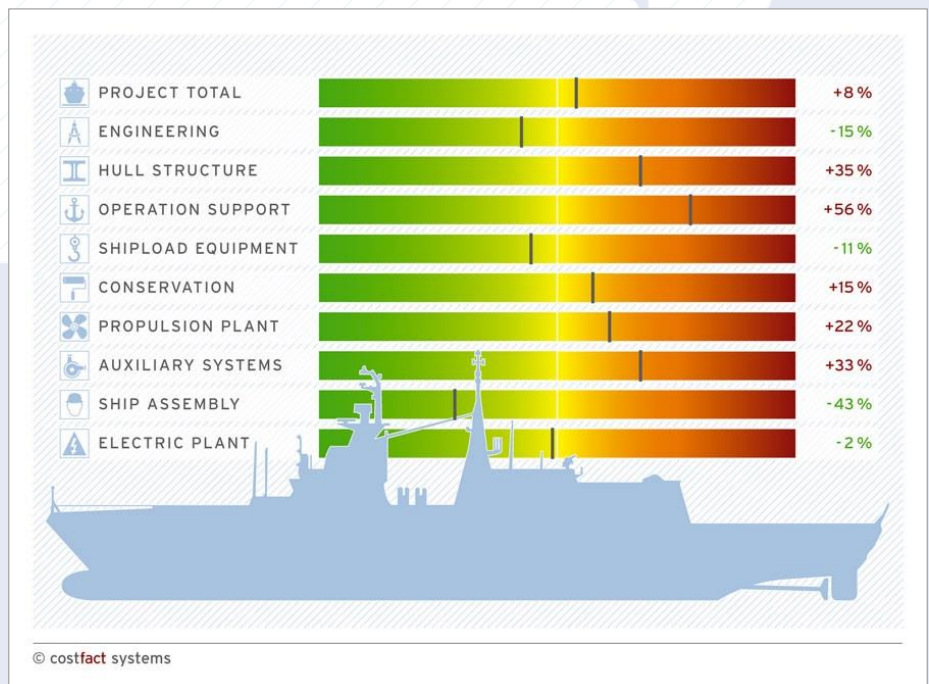 PROJECT TOTAL +8 %
ENGINEERING -15 %
HULL STRUCTURE +35 %
OPERATION SUPPORT +56 %
SHIPLOAD EQUIPMENT -11 %
CONSERVATION +15 %
PROPULSION PLANT +22 %
AUXILIARY SYSTEMS +33 %
SHIP ASSEMBLY -43 %
ELECTRIC PLANT -2 %
© costfact systems